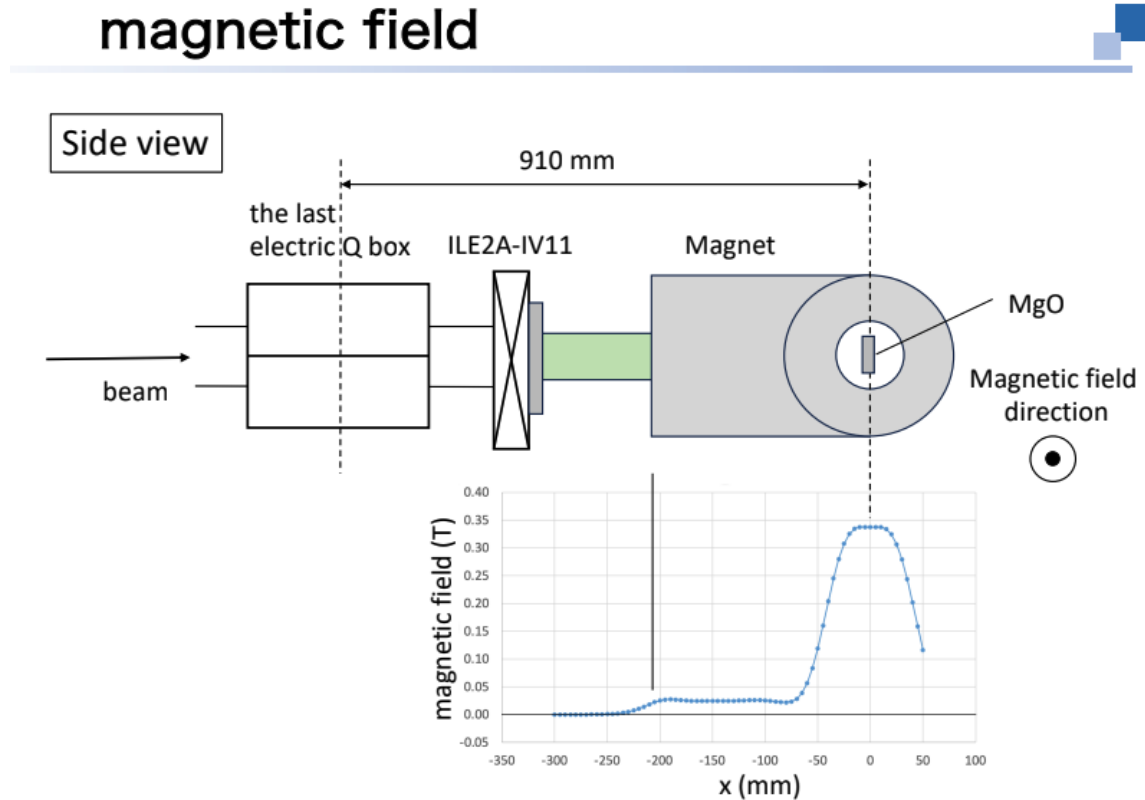 magnetic field
Side view
910 mm
the last
electric Q box
ILE2A-IV11
Magnet
MgO
beam
Magnetic field
direction
magnetic field (T)
0.40
0.35
0.30
0.25
0.20
0.15
0.10
0.05
0.00
-0.05
-350
-300
-250
-200
-150
-100
-50
0
50
100
x (mm)